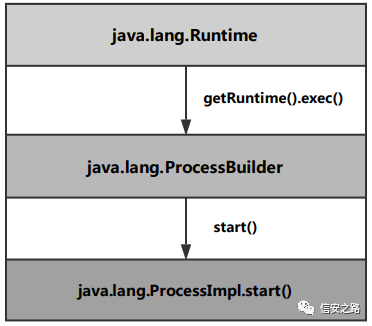 java.lang.Runtime
getRuntime().exec()
java.lang.ProcessBuilder
start()
java.lang.ProcessImpl.start()
信安之路